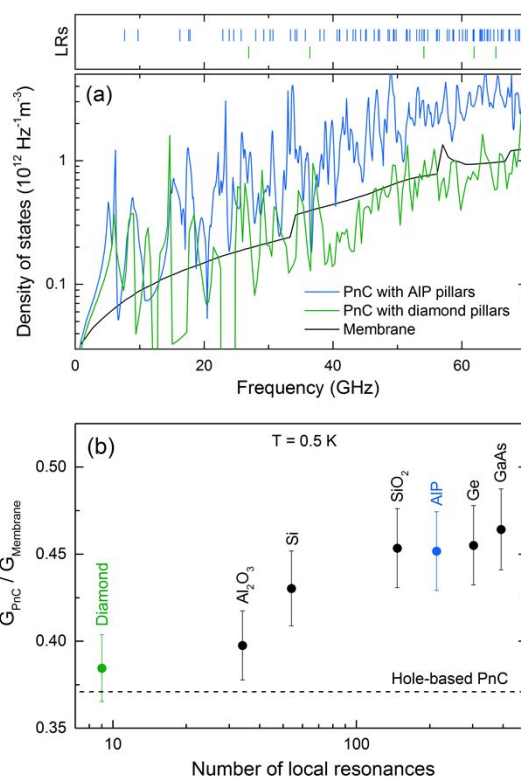 LRs
(a)
Density of states (10¹² Hz⁻¹m⁻³)
1
0.1
PnC with AlP pillars
PnC with diamond pillars
Membrane
0 20 40 60
Frequency (GHz)
(b)
T = 0.5 K
G_PnC / G_Membrane
0.50
0.45
0.40
0.35
Diamond
Al₂O₃
Si
SiO₂
AlP
Ge
GaAs
Hole-based PnC
10 100
Number of local resonances